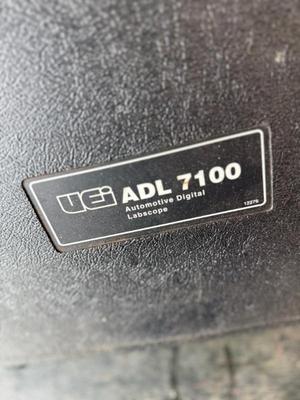 UEi ADL 7100
Automotive Digital
Labscope